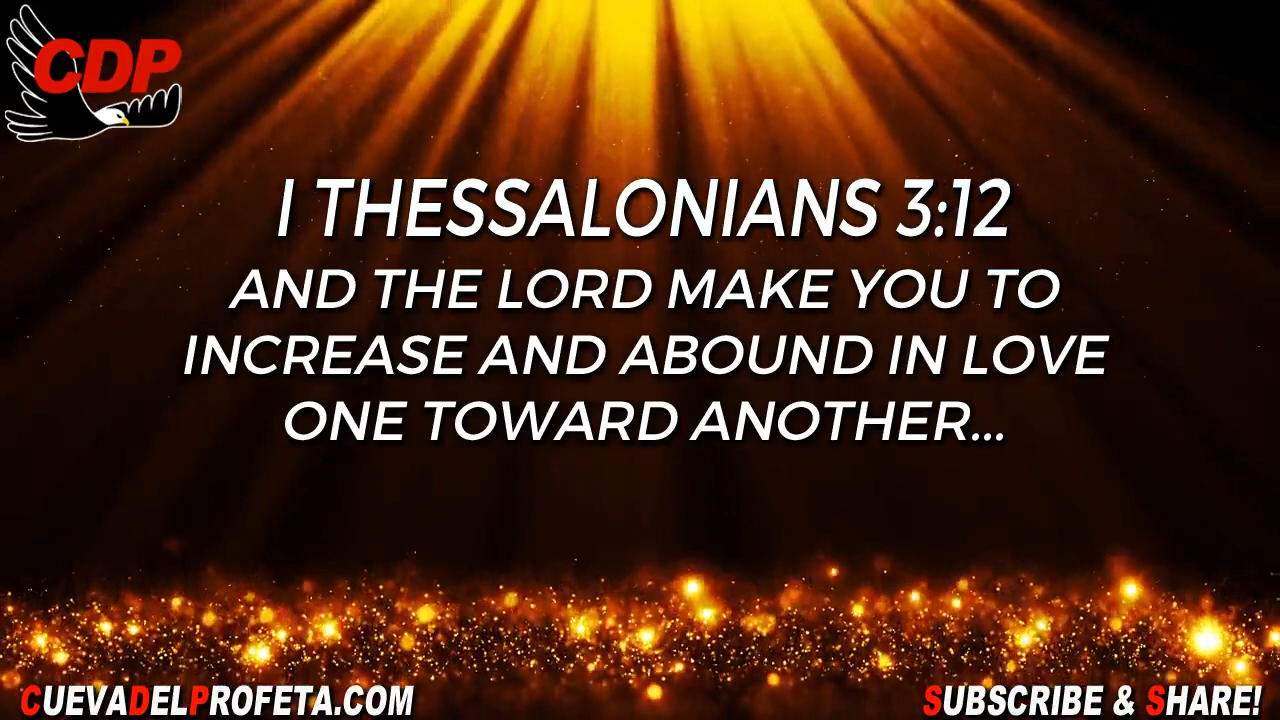 CDP
I THESSALONIANS 3:12
AND THE LORD MAKE YOU TO
INCREASE AND ABOUND IN LOVE
ONE TOWARD ANOTHER...
CUEVADELPROFETA.COM
SUBSCRIBE & SHARE!